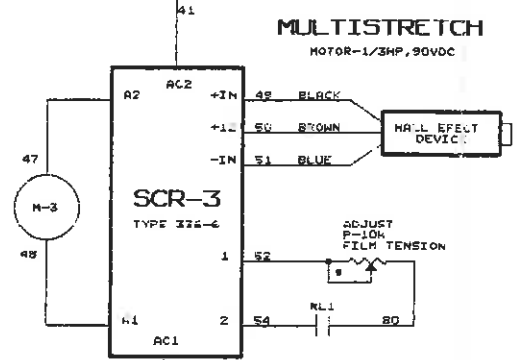 41
MULTISTRETCH
MOTOR-1/3HP,90VDC
A2
AC2
+IN
49
BLACK
+12
50
BROWN
HALL EFECT
DEVICE
-IN
51
BLUE
47
M-3
48
SCR-3
ADJUST
P-10K
FILM TENSION
1
52
A1
2
54
RL1
80
AC1